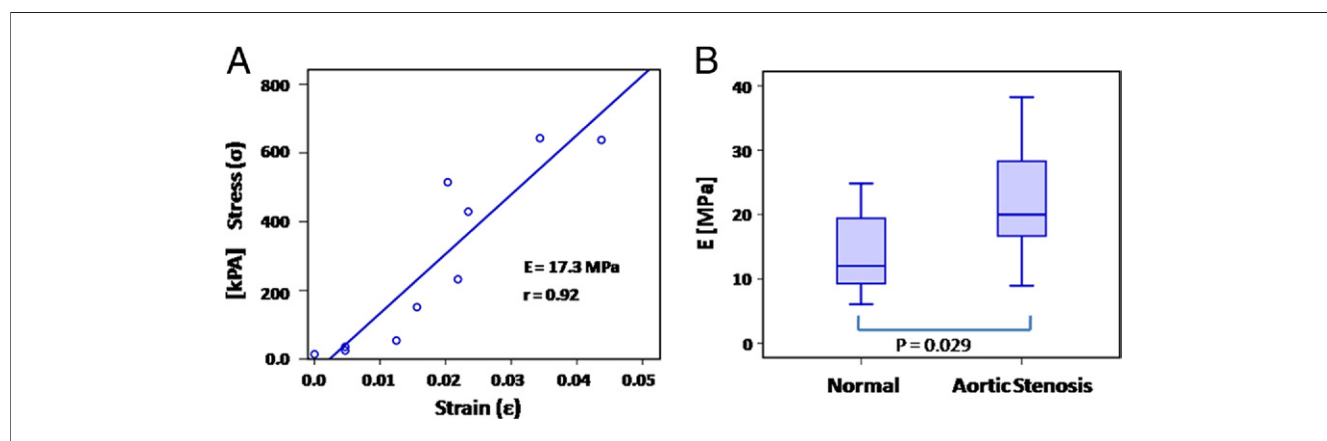 A
B
[kPA] Stress (σ)
800
600
400
200
0.0
0.0 0.01 0.02 0.03 0.04 0.05
Strain (ε)
E = 17.3 MPa
r = 0.92
E [MPa]
40
30
20
10
0
P = 0.029
Normal Aortic Stenosis